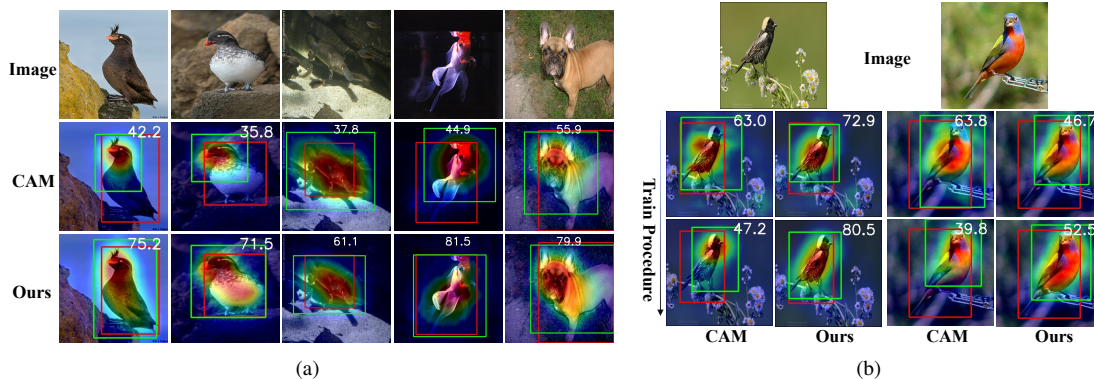 Image
CAM
42.2
35.8
37.8
44.9
55.9
Ours
75.2
71.5
61.1
81.5
79.9
(a)
Image
Train Procedure
63.0
72.9
63.8
46.7
47.2
80.5
39.8
52.5
CAM
Ours
CAM
Ours
(b)